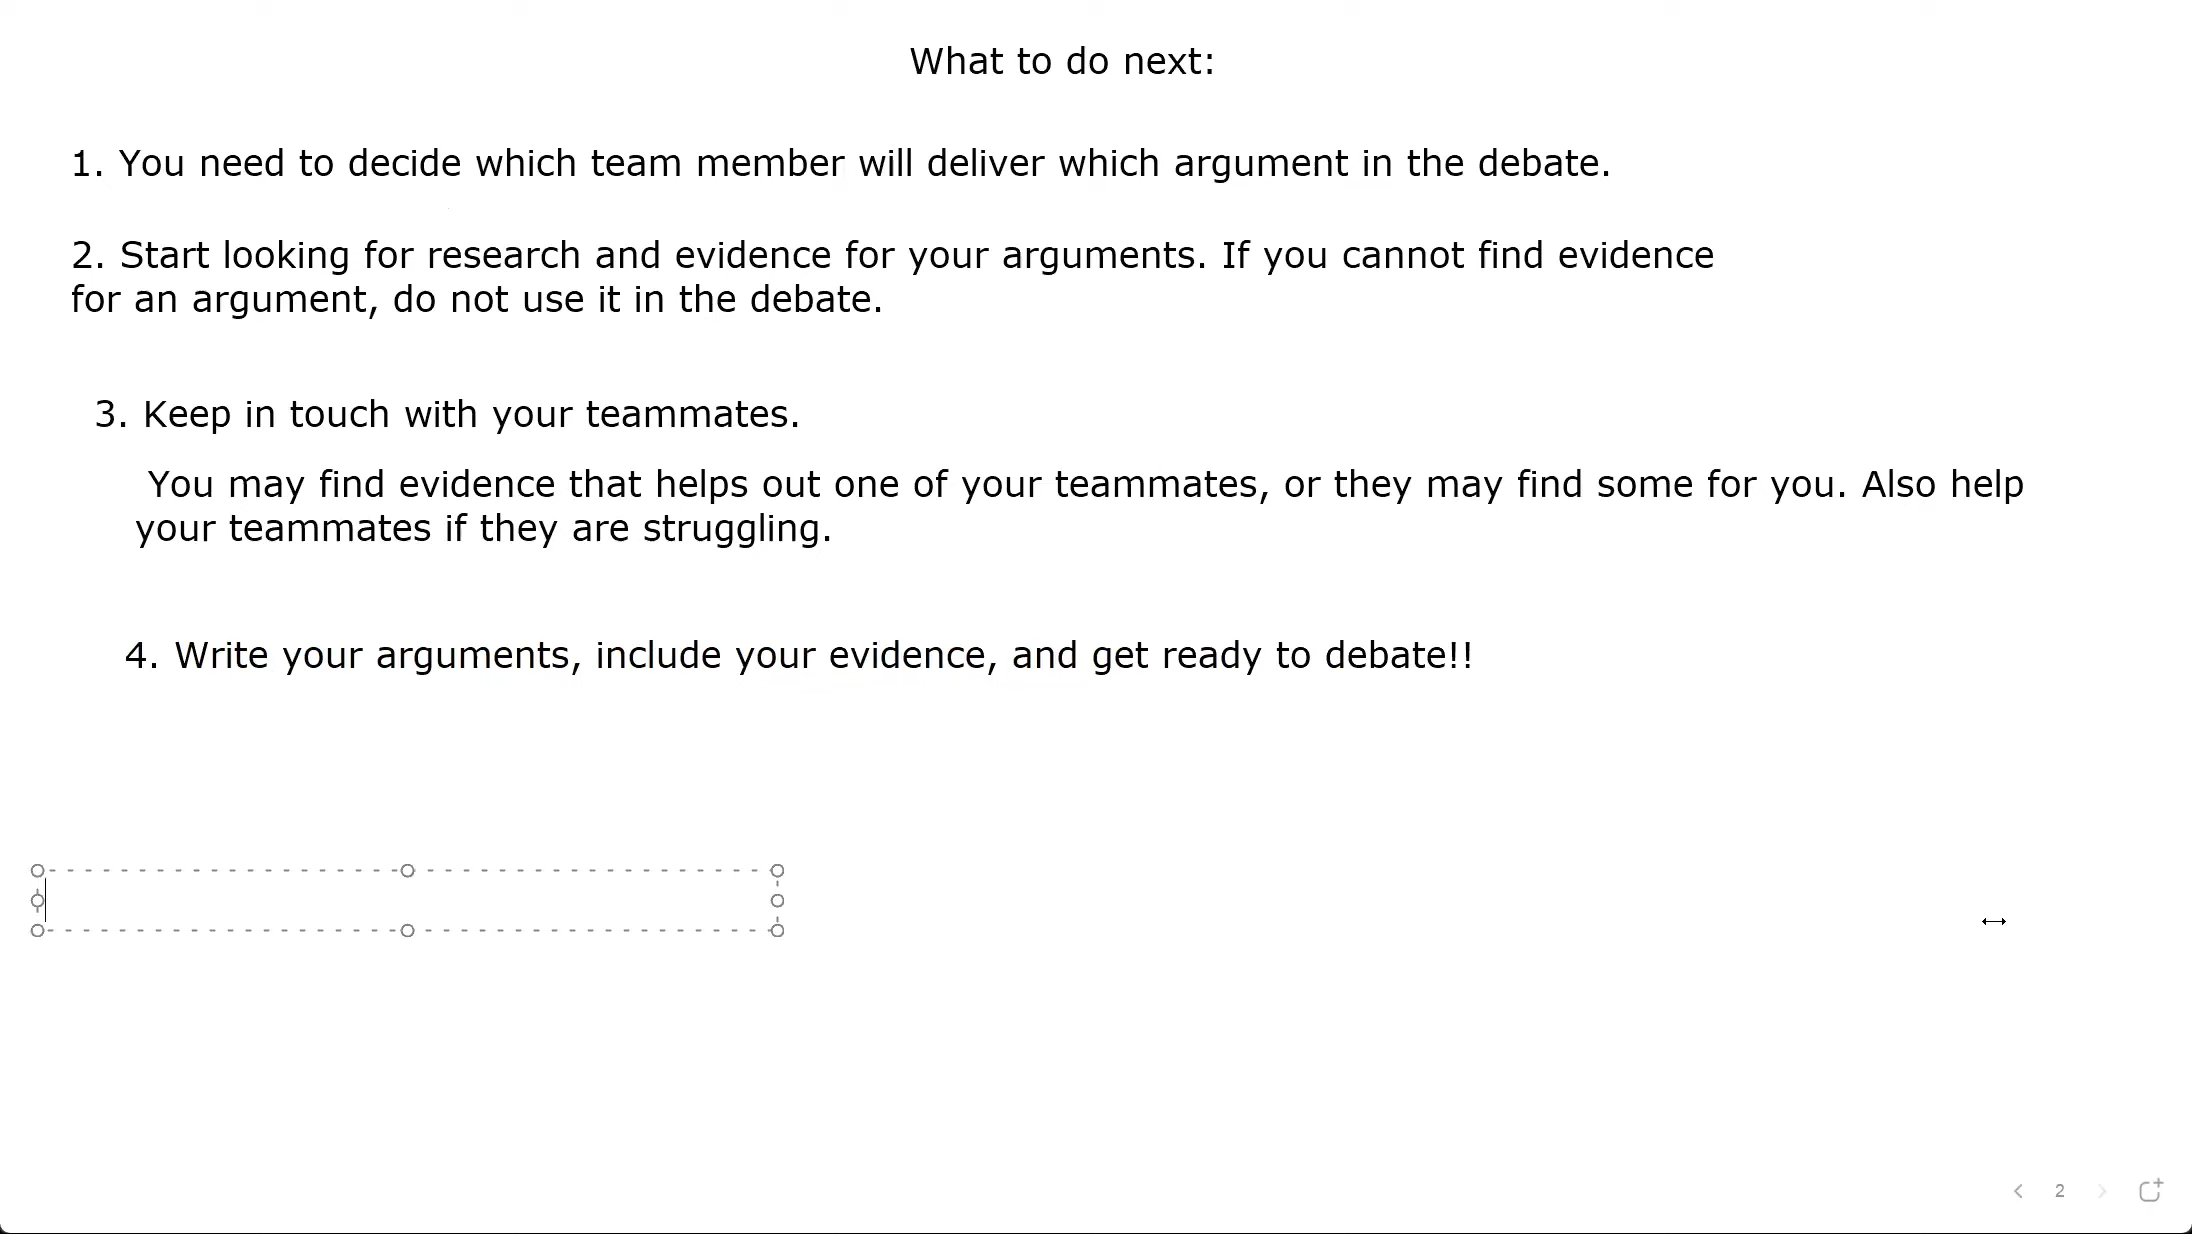 What to do next:
1. You need to decide which team member will deliver which argument in the debate.
2. Start looking for research and evidence for your arguments. If you cannot find evidence
for an argument, do not use it in the debate.
3. Keep in touch with your teammates.
You may find evidence that helps out one of your teammates, or they may find some for you. Also help
your teammates if they are struggling.
4. Write your arguments, include your evidence, and get ready to debate!!
2